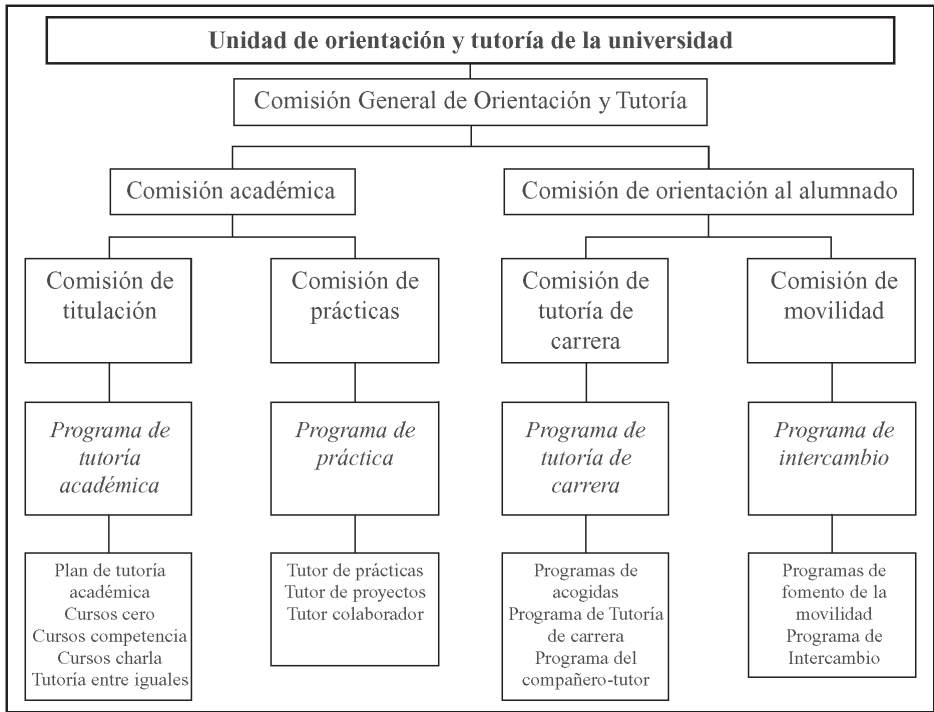 Unidad de orientación y tutoría de la universidad
Comisión General de Orientación y Tutoría
Comisión académica
Comisión de orientación al alumnado
Comisión de
titulación
Comisión de
prácticas
Comisión de
tutoría de
carrera
Comisión de
movilidad
Programa de
tutoría
académica
Programa de
práctica
Programa de
tutoría de
carrera
Programa de
intercambio
Plan de tutoría
académica
Cursos cero
Cursos competencia
Cursos charla
Tutoría entre iguales
Tutor de prácticas
Tutor de proyectos
Tutor colaborador
Programas de
acogidas
Programa de Tutoría
de carrera
Programa del
compañero-tutor
Programas de
fomento de la
movilidad
Programa de
Intercambio